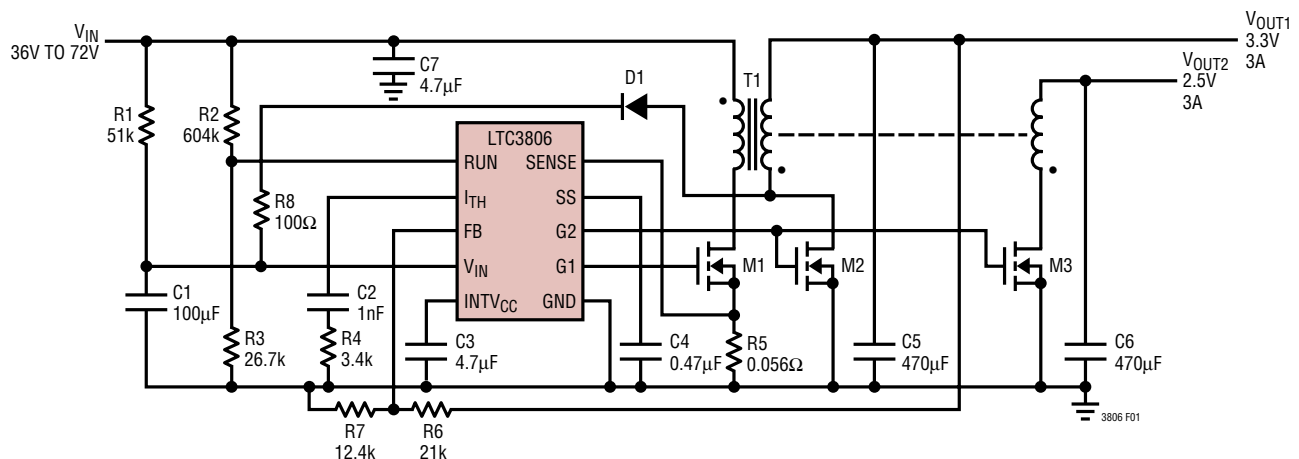 VIN
36V TO 72V
VOUT1
3.3V
3A
VOUT2
2.5V
3A
C7
4.7µF
D1
T1
R1
51k
R2
604k
LTC3806
RUN
SENSE
ITH
SS
FB
G2
VIN
G1
INTVCC
GND
R8
100Ω
M1
M2
M3
C1
100µF
C2
1nF
R3
26.7k
R4
3.4k
C3
4.7µF
C4
0.47µF
R5
0.056Ω
C5
470µF
C6
470µF
R7
12.4k
R6
21k
3806 F01